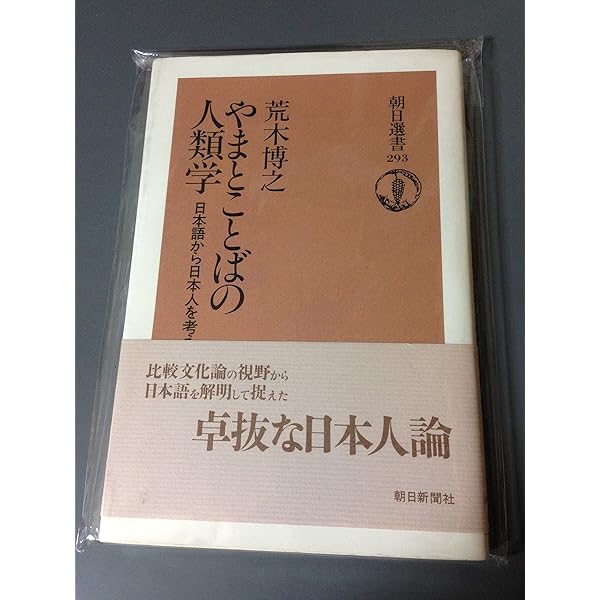 朝日選書
293
荒木博之
やまとことばの
人類学
日本語から日本人を考
比較文化論の視野から
日本語を解明して捉えた
卓抜な日本人論
朝日新聞社